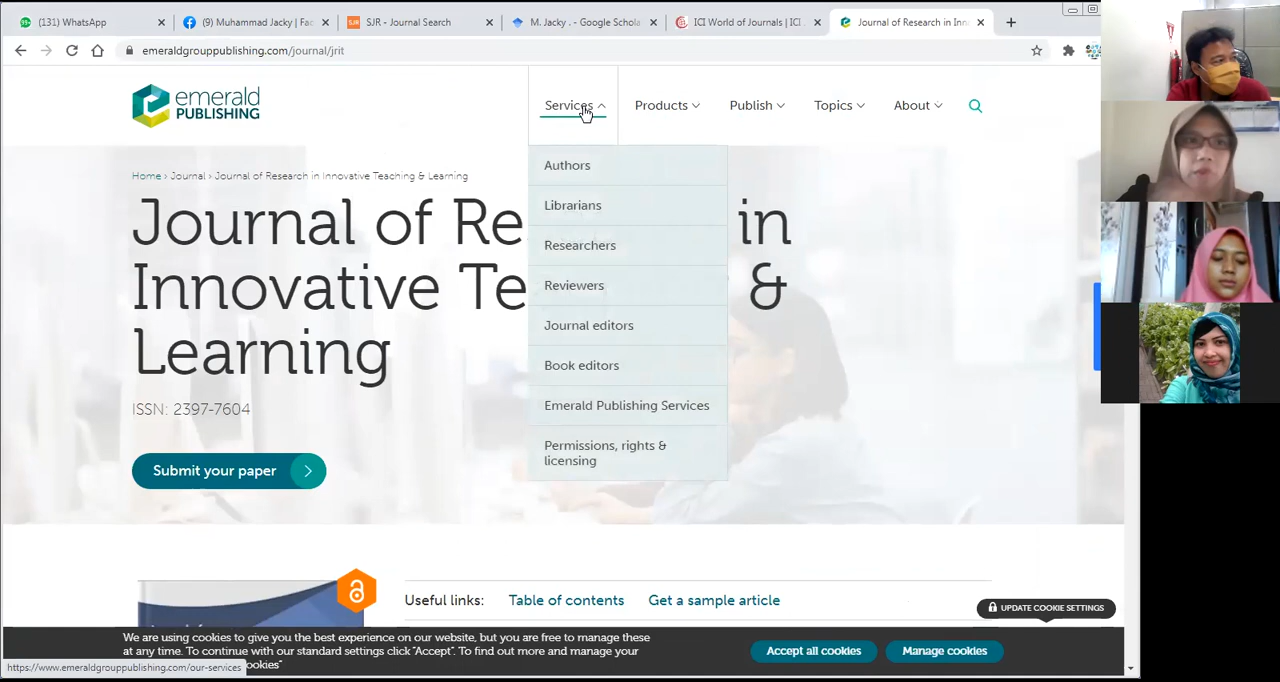 (131) WhatsApp
(9) Muhammad Jacky | Fac
SJR SJR - Journal Search
M. Jacky . - Google Schola
ICI World of Journals | ICI
Journal of Research in Inn
emeraldgrouppublishing.com/journal/jrit
emerald
PUBLISHING
Services
Products
Publish
Topics
About
Home › Journal › Journal of Research in Innovative Teaching & Learning
Journal of Re in
Innovative Te &
Learning
ISSN: 2397-7604
Submit your paper
Authors
Librarians
Researchers
Reviewers
Journal editors
Book editors
Emerald Publishing Services
Permissions, rights &
licensing
Useful links: Table of contents Get a sample article
UPDATE COOKIE SETTINGS
We are using cookies to give you the best experience on our website, but you are free to manage these
at any time. To continue with our standard settings click "Accept". To find out more and manage your
ookies"
Accept all cookies
Manage cookies
https://www.emeraldgrouppublishing.com/our-services